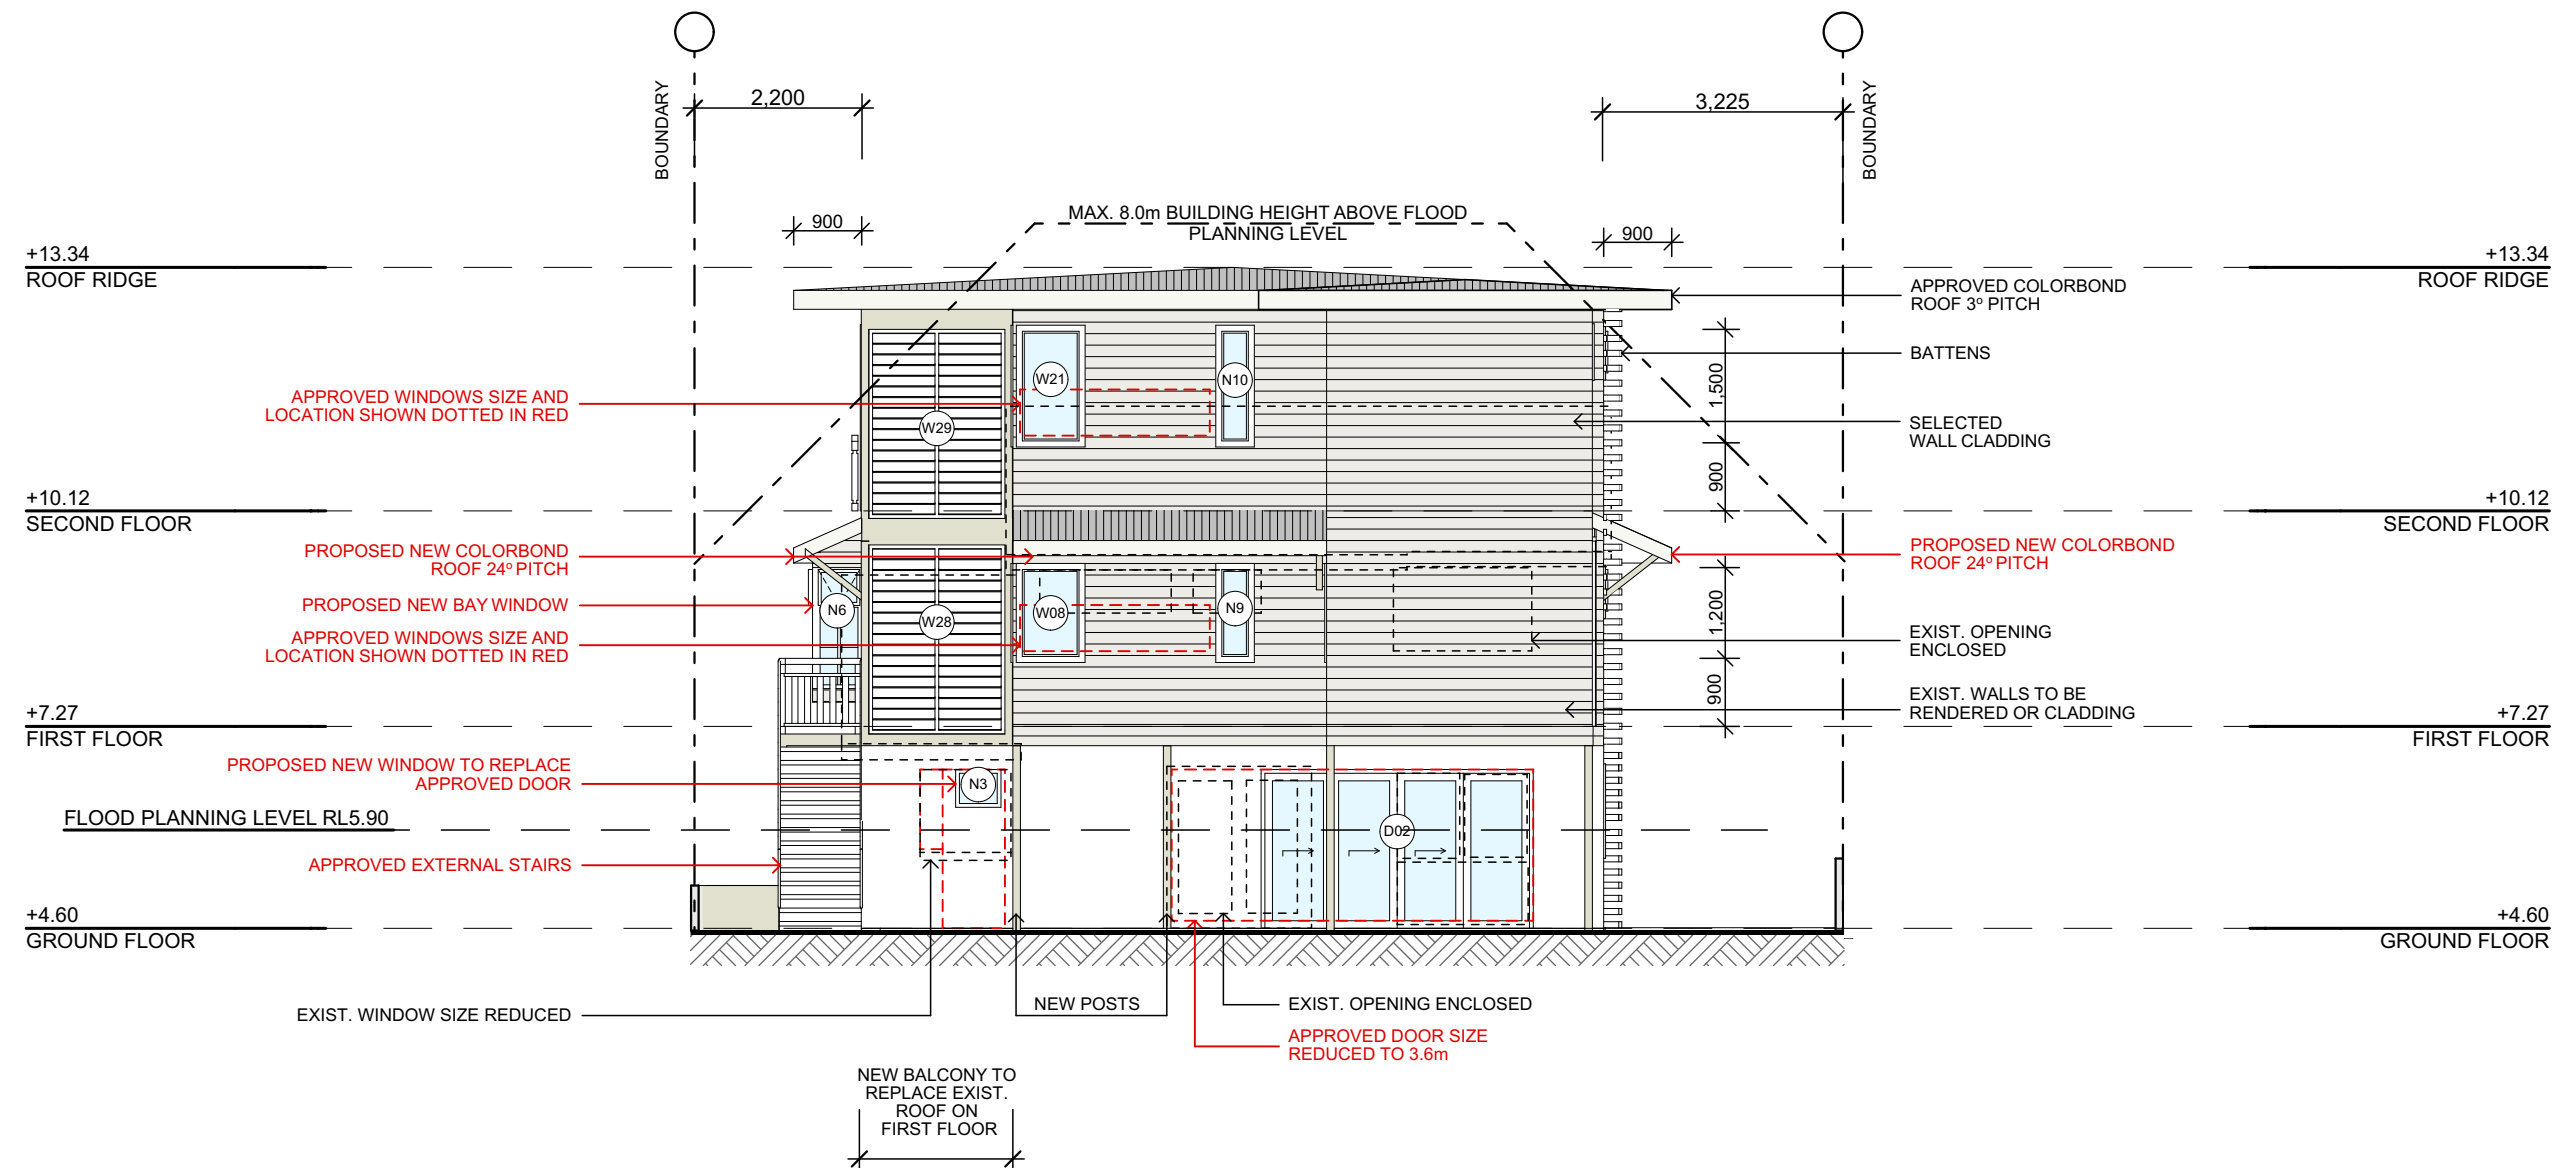 BOUNDARY
2,200
3,225
BOUNDARY
MAX. 8.0m BUILDING HEIGHT ABOVE FLOOD
PLANNING LEVEL
900
900
+13.34
ROOF RIDGE
+13.34
ROOF RIDGE
APPROVED COLORBOND
ROOF 3º PITCH
BATTENS
1,500
W21
N10
APPROVED WINDOWS SIZE AND
LOCATION SHOWN DOTTED IN RED
W29
SELECTED
WALL CLADDING
900
+10.12
SECOND FLOOR
+10.12
SECOND FLOOR
PROPOSED NEW COLORBOND
ROOF 24º PITCH
PROPOSED NEW COLORBOND
ROOF 24º PITCH
PROPOSED NEW BAY WINDOW
N6
W28
W08
N9
1,200
APPROVED WINDOWS SIZE AND
LOCATION SHOWN DOTTED IN RED
EXIST. OPENING
ENCLOSED
900
EXIST. WALLS TO BE
RENDERED OR CLADDING
+7.27
FIRST FLOOR
+7.27
FIRST FLOOR
PROPOSED NEW WINDOW TO REPLACE
APPROVED DOOR
N3
FLOOD PLANNING LEVEL RL5.90
D02
APPROVED EXTERNAL STAIRS
+4.60
GROUND FLOOR
+4.60
GROUND FLOOR
EXIST. WINDOW SIZE REDUCED
NEW POSTS
EXIST. OPENING ENCLOSED
APPROVED DOOR SIZE
REDUCED TO 3.6m
NEW BALCONY TO
REPLACE EXIST.
ROOF ON
FIRST FLOOR